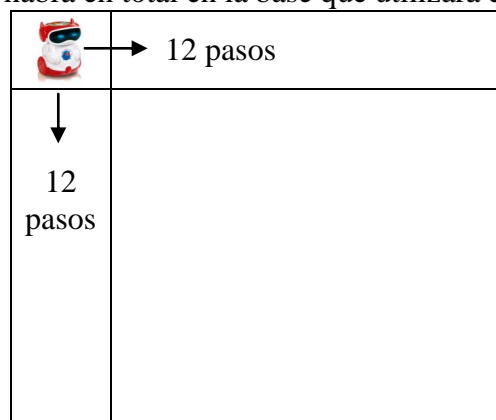 habrá en total en la base que utilizará
12 pasos
12
pasos